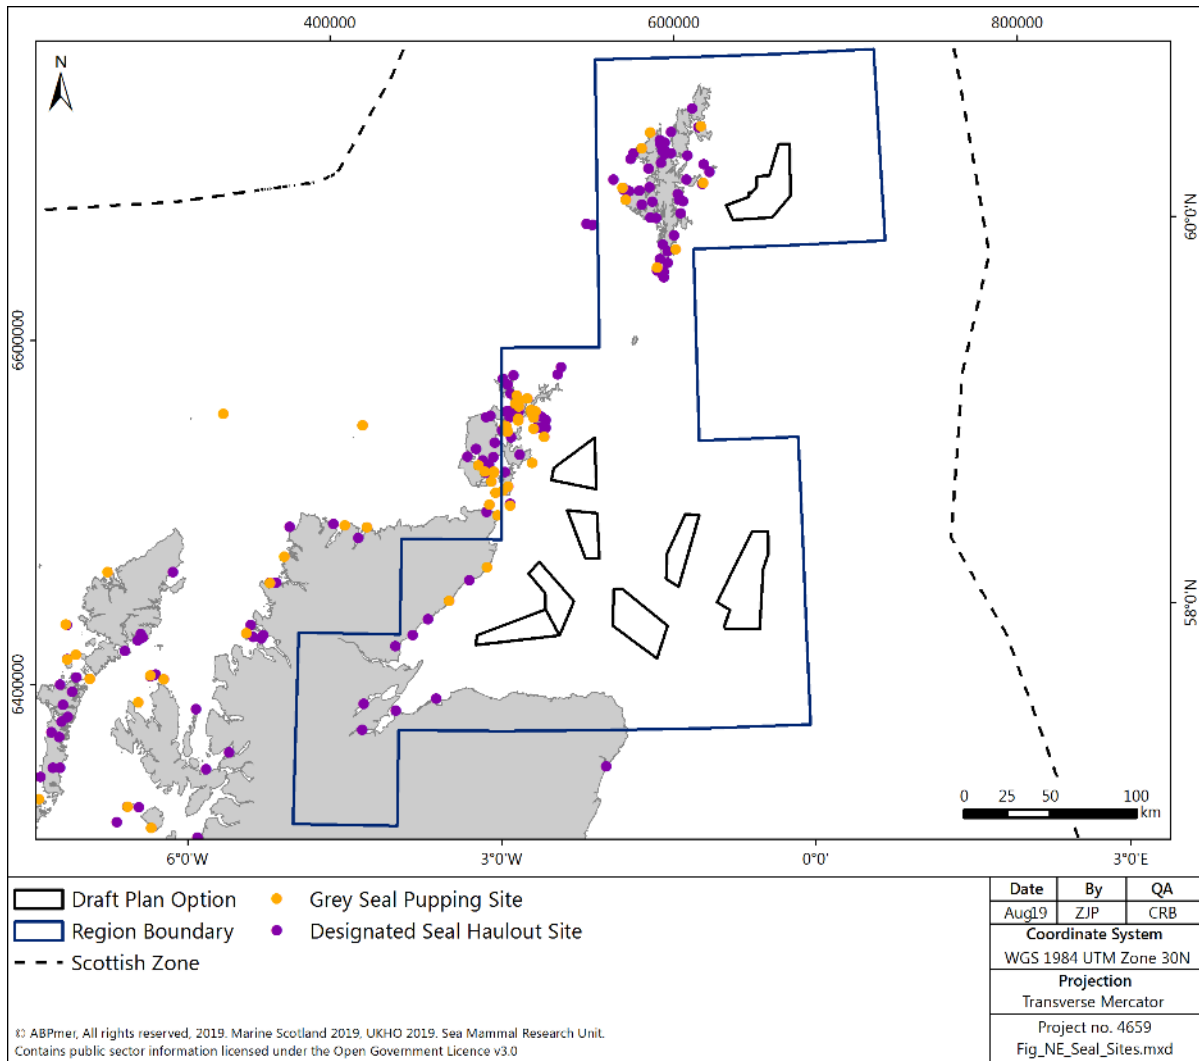 400000
600000
800000
N
60°0'N
6600000
58°0'N
6400000
0
25
50
100
km
6°0'W
3°0'W
0°0'
3°0'E
Draft Plan Option
Grey Seal Pupping Site
Region Boundary
Designated Seal Haulout Site
Scottish Zone
Date
By
QA
Aug19
ZJP
CRB
Coordinate System
WGS 1984 UTM Zone 30N
Projection
Transverse Mercator
Project no. 4659
Fig_NE_Seal_Sites.mxd
© ABPmer, All rights reserved, 2019. Marine Scotland 2019, UKHO 2019. Sea Mammal Research Unit.
Contains public sector information licensed under the Open Government Licence v3.0